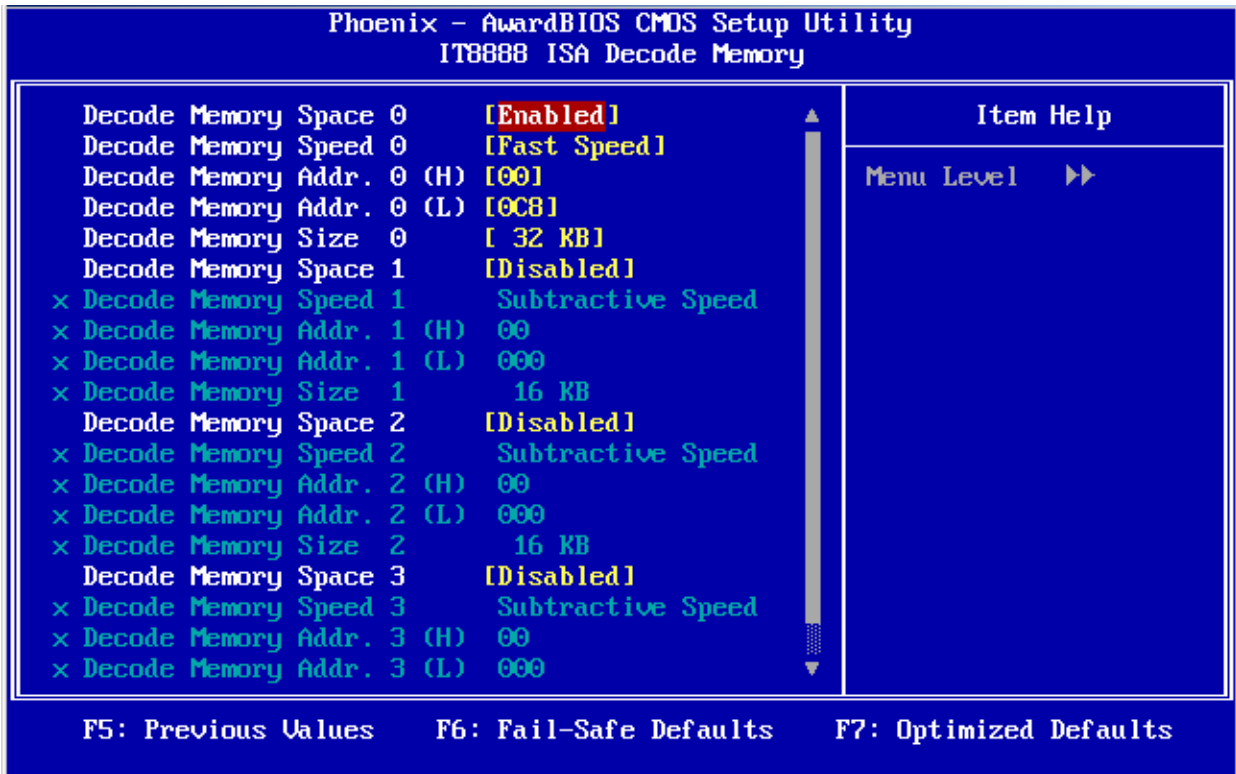 Phoenix - AwardBIOS CMOS Setup Utility
IT8888 ISA Decode Memory
Decode Memory Space 0 [Enabled]
Decode Memory Speed 0 [Fast Speed]
Decode Memory Addr. 0 (H) [00]
Decode Memory Addr. 0 (L) [0C8]
Decode Memory Size 0 [ 32 KB]
Decode Memory Space 1 [Disabled]
x Decode Memory Speed 1 Subtractive Speed
x Decode Memory Addr. 1 (H) 00
x Decode Memory Addr. 1 (L) 000
x Decode Memory Size 1 16 KB
Decode Memory Space 2 [Disabled]
x Decode Memory Speed 2 Subtractive Speed
x Decode Memory Addr. 2 (H) 00
x Decode Memory Addr. 2 (L) 000
x Decode Memory Size 2 16 KB
Decode Memory Space 3 [Disabled]
x Decode Memory Speed 3 Subtractive Speed
x Decode Memory Addr. 3 (H) 00
x Decode Memory Addr. 3 (L) 000
Item Help
Menu Level
F5: Previous Values F6: Fail-Safe Defaults F7: Optimized Defaults